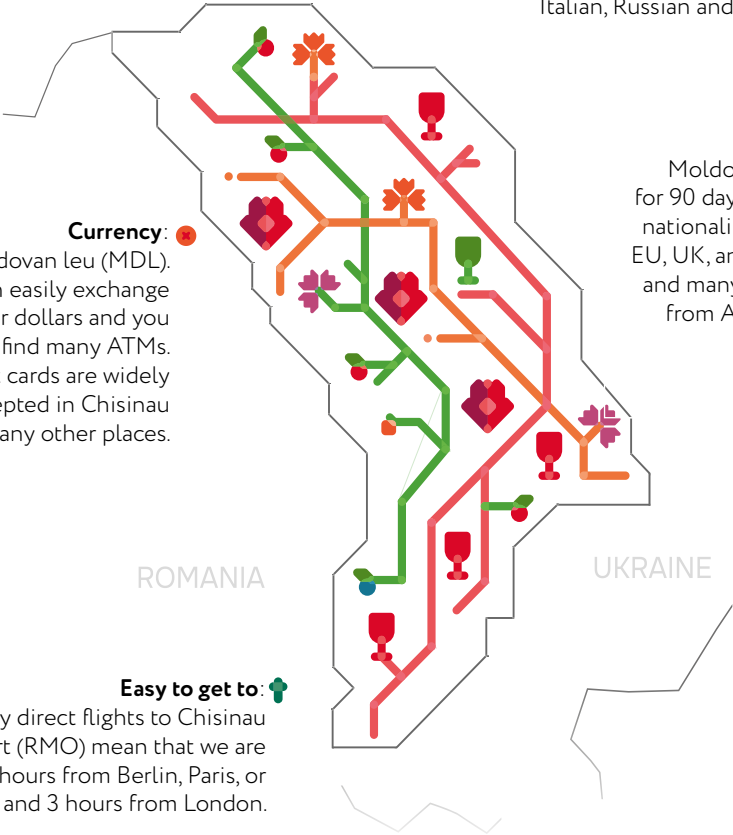 Italian, Russian and
Moldo
for 90 day
nationali
EU, UK, ar
and many
from A
Currency:
dovan leu (MDL).
n easily exchange
r dollars and you
find many ATMs.
t cards are widely
epted in Chisinau
any other places.
ROMANIA
UKRAINE
Easy to get to:
y direct flights to Chisinau
rt (RMO) mean that we are
hours from Berlin, Paris, or
and 3 hours from London.